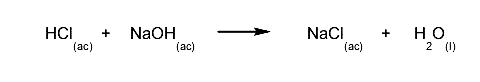 HCl(ac) + NaOH(ac) → NaCl(ac) + H2O(l)